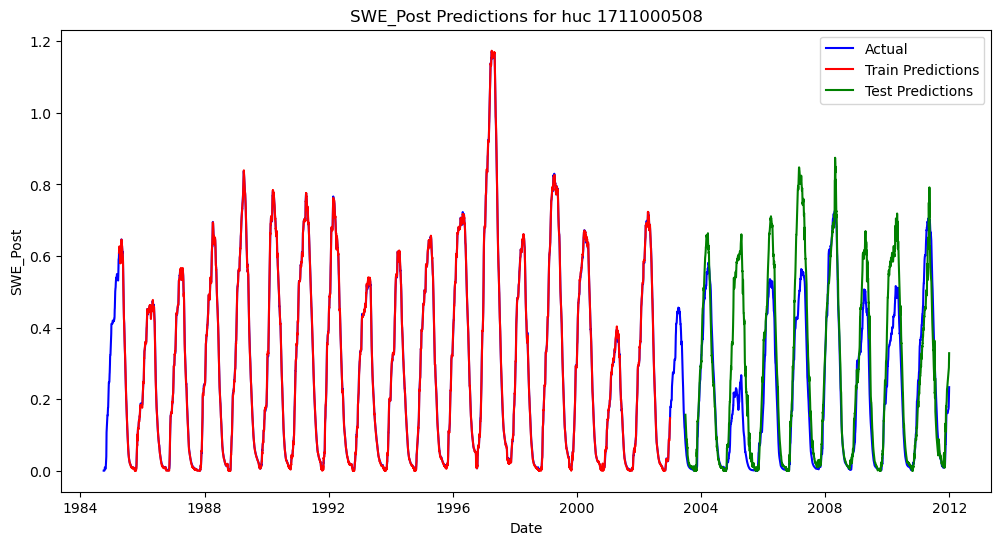 SWE_Post Predictions for huc 1711000508
Actual
Train Predictions
Test Predictions
1.2
1.0
0.8
0.6
0.4
0.2
0.0
SWE_Post
1984
1988
1992
1996
2000
2004
2008
2012
Date